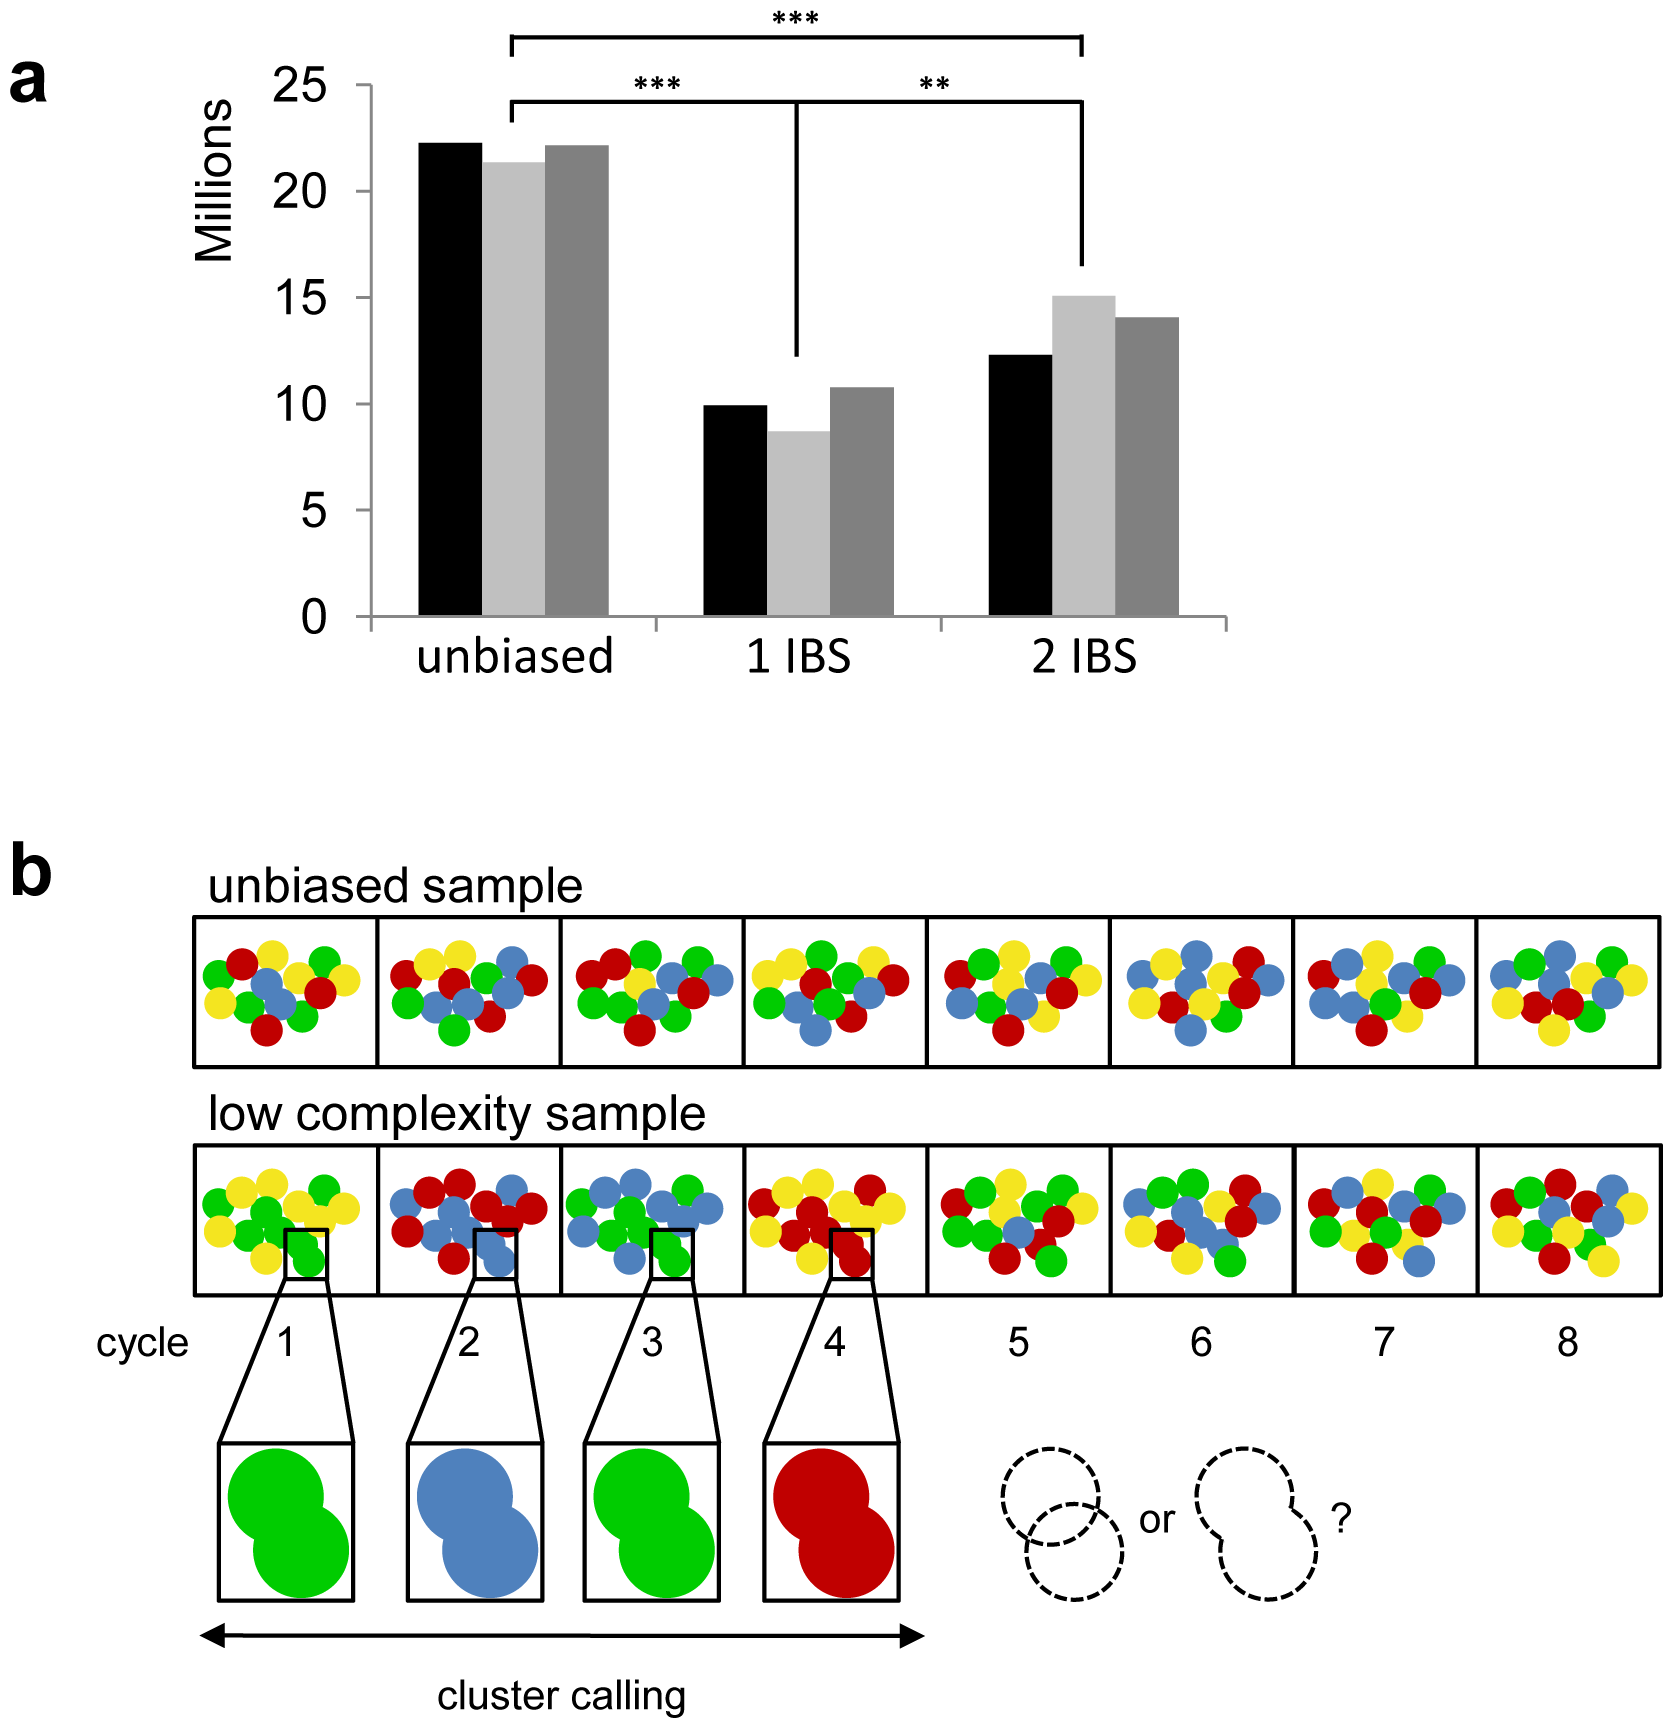 a
***
*** **
Millions
25
20
15
10
5
0
unbiased 1 IBS 2 IBS
b
unbiased sample
low complexity sample
cycle 1 2 3 4 5 6 7 8
or ?
cluster calling